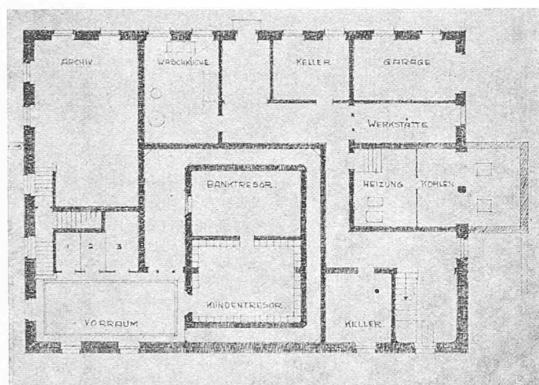 ARCHIV
WASCHKÜCHE
KELLER
GARAGE
WERKSTÄTTE
BANKTRESOR
HEIZUNG
KOHLEN
1 2 3
KUNDENTRESOR
VORRAUM
KELLER